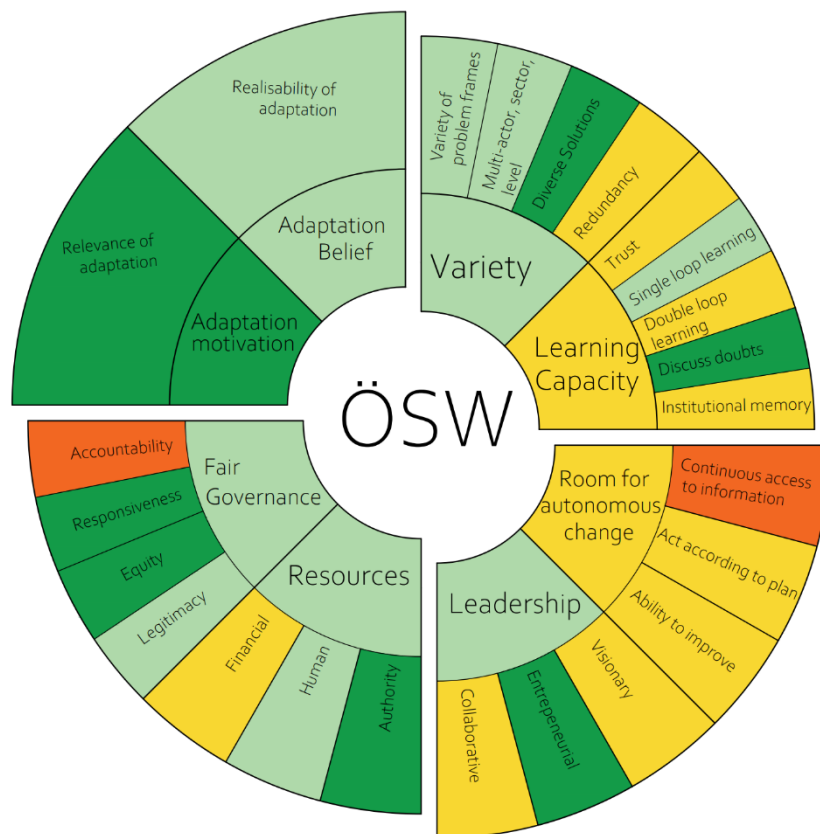 Realisability of
adaptation
Adaptation
Belief
Relevance of
adaptation
Adaptation
motivation
Variety of
problem frames
Multi-actor, sector,
level
Diverse Solutions
Redundancy
Variety
Trust
Single loop learning
Double loop
learning
Discuss doubts
Institutional memory
Learning
Capacity
ÖSW
Accountability
Responsiveness
Equity
Legitimacy
Fair
Governance
Resources
Financial
Human
Authority
Room for
autonomous
change
Continuous access
to information
Act according to plan
Ability to improve
Leadership
Visionary
Entrepeneurial
Collaborative